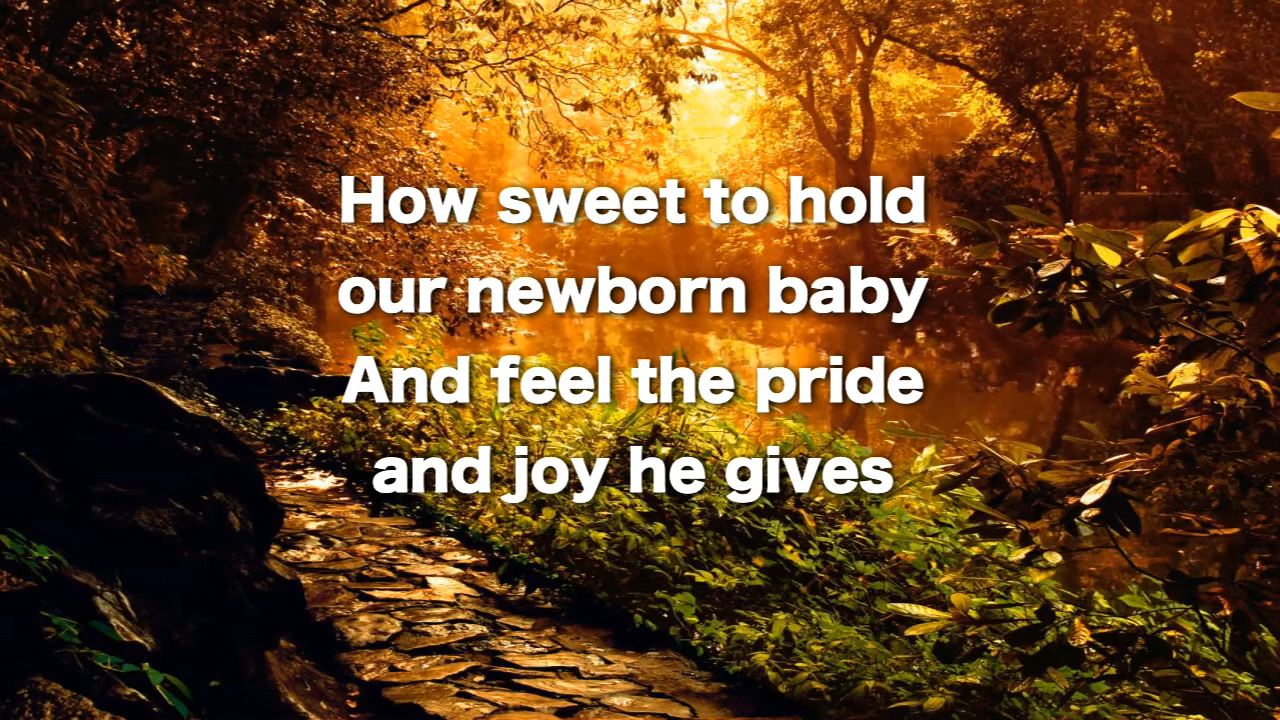 How sweet to hold
our newborn baby
And feel the pride
and joy he gives